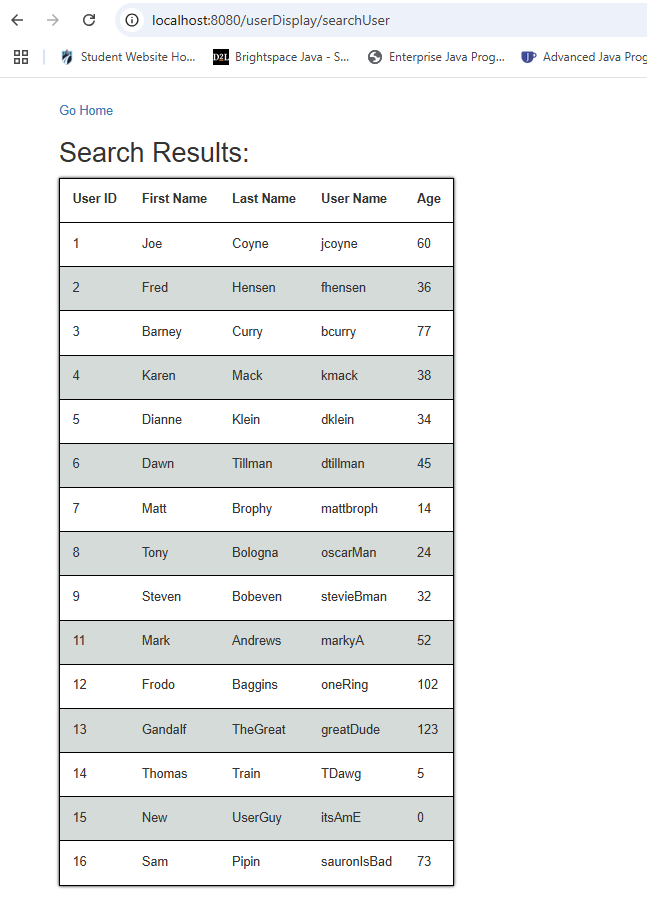 localhost:8080/userDisplay/searchUser
Student Website Ho... D2L Brightspace Java - S... Enterprise Java Prog... J Advanced Java Prog
Go Home
Search Results:
User ID First Name Last Name User Name Age
1 Joe Coyne jcoyne 60
2 Fred Hensen fhensen 36
3 Barney Curry bcurry 77
4 Karen Mack kmack 38
5 Dianne Klein dklein 34
6 Dawn Tillman dtillman 45
7 Matt Brophy mattbroph 14
8 Tony Bologna oscarMan 24
9 Steven Bobeven stevieBman 32
11 Mark Andrews markyA 52
12 Frodo Baggins oneRing 102
13 Gandalf TheGreat greatDude 123
14 Thomas Train TDawg 5
15 New UserGuy itsAmE 0
16 Sam Pipin sauronIsBad 73